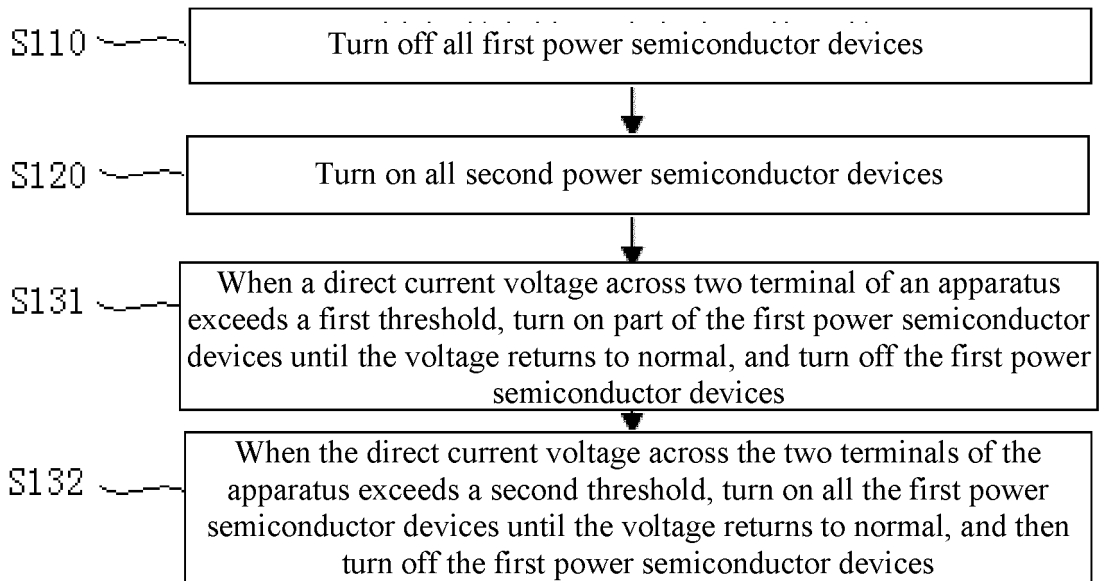 S110
Turn off all first power semiconductor devices
S120
Turn on all second power semiconductor devices
S131
When a direct current voltage across two terminal of an apparatus
exceeds a first threshold, turn on part of the first power semiconductor
devices until the voltage returns to normal, and turn off the first power
semiconductor devices
S132
When the direct current voltage across the two terminals of the
apparatus exceeds a second threshold, turn on all the first power
semiconductor devices until the voltage returns to normal, and then
turn off the first power semiconductor devices